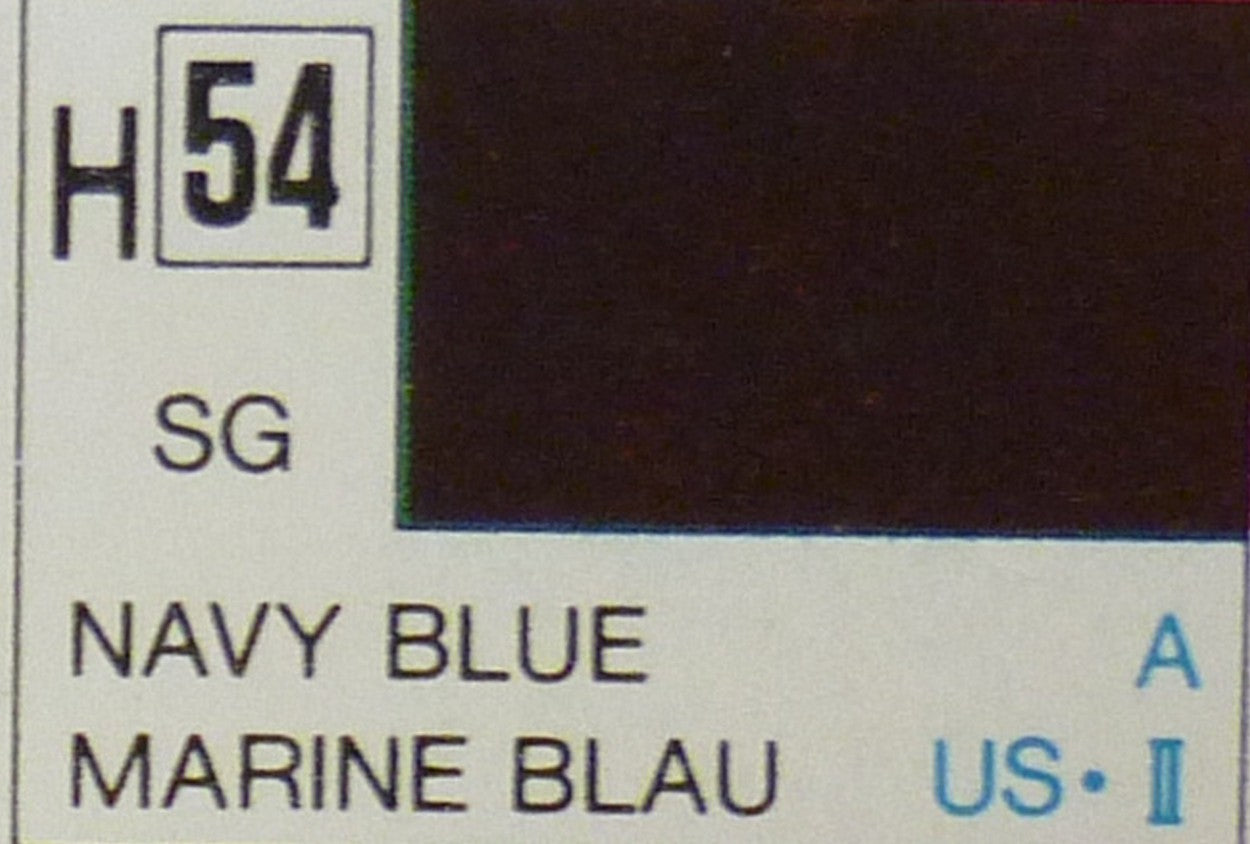 H 54
SG
NAVY BLUE A
MARINE BLAU US・Ⅱ